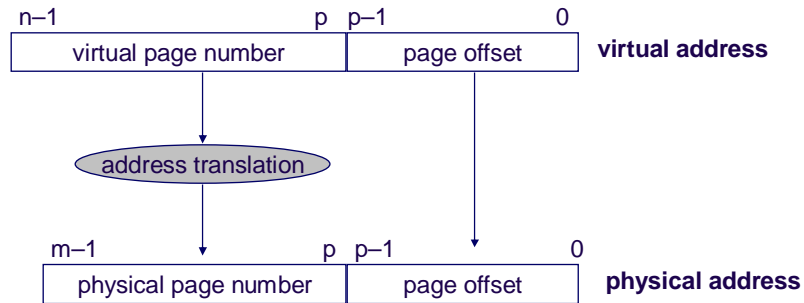 n–1 p p–1 0
virtual page number page offset virtual address
address translation
m–1 p p–1 0
physical page number page offset physical address